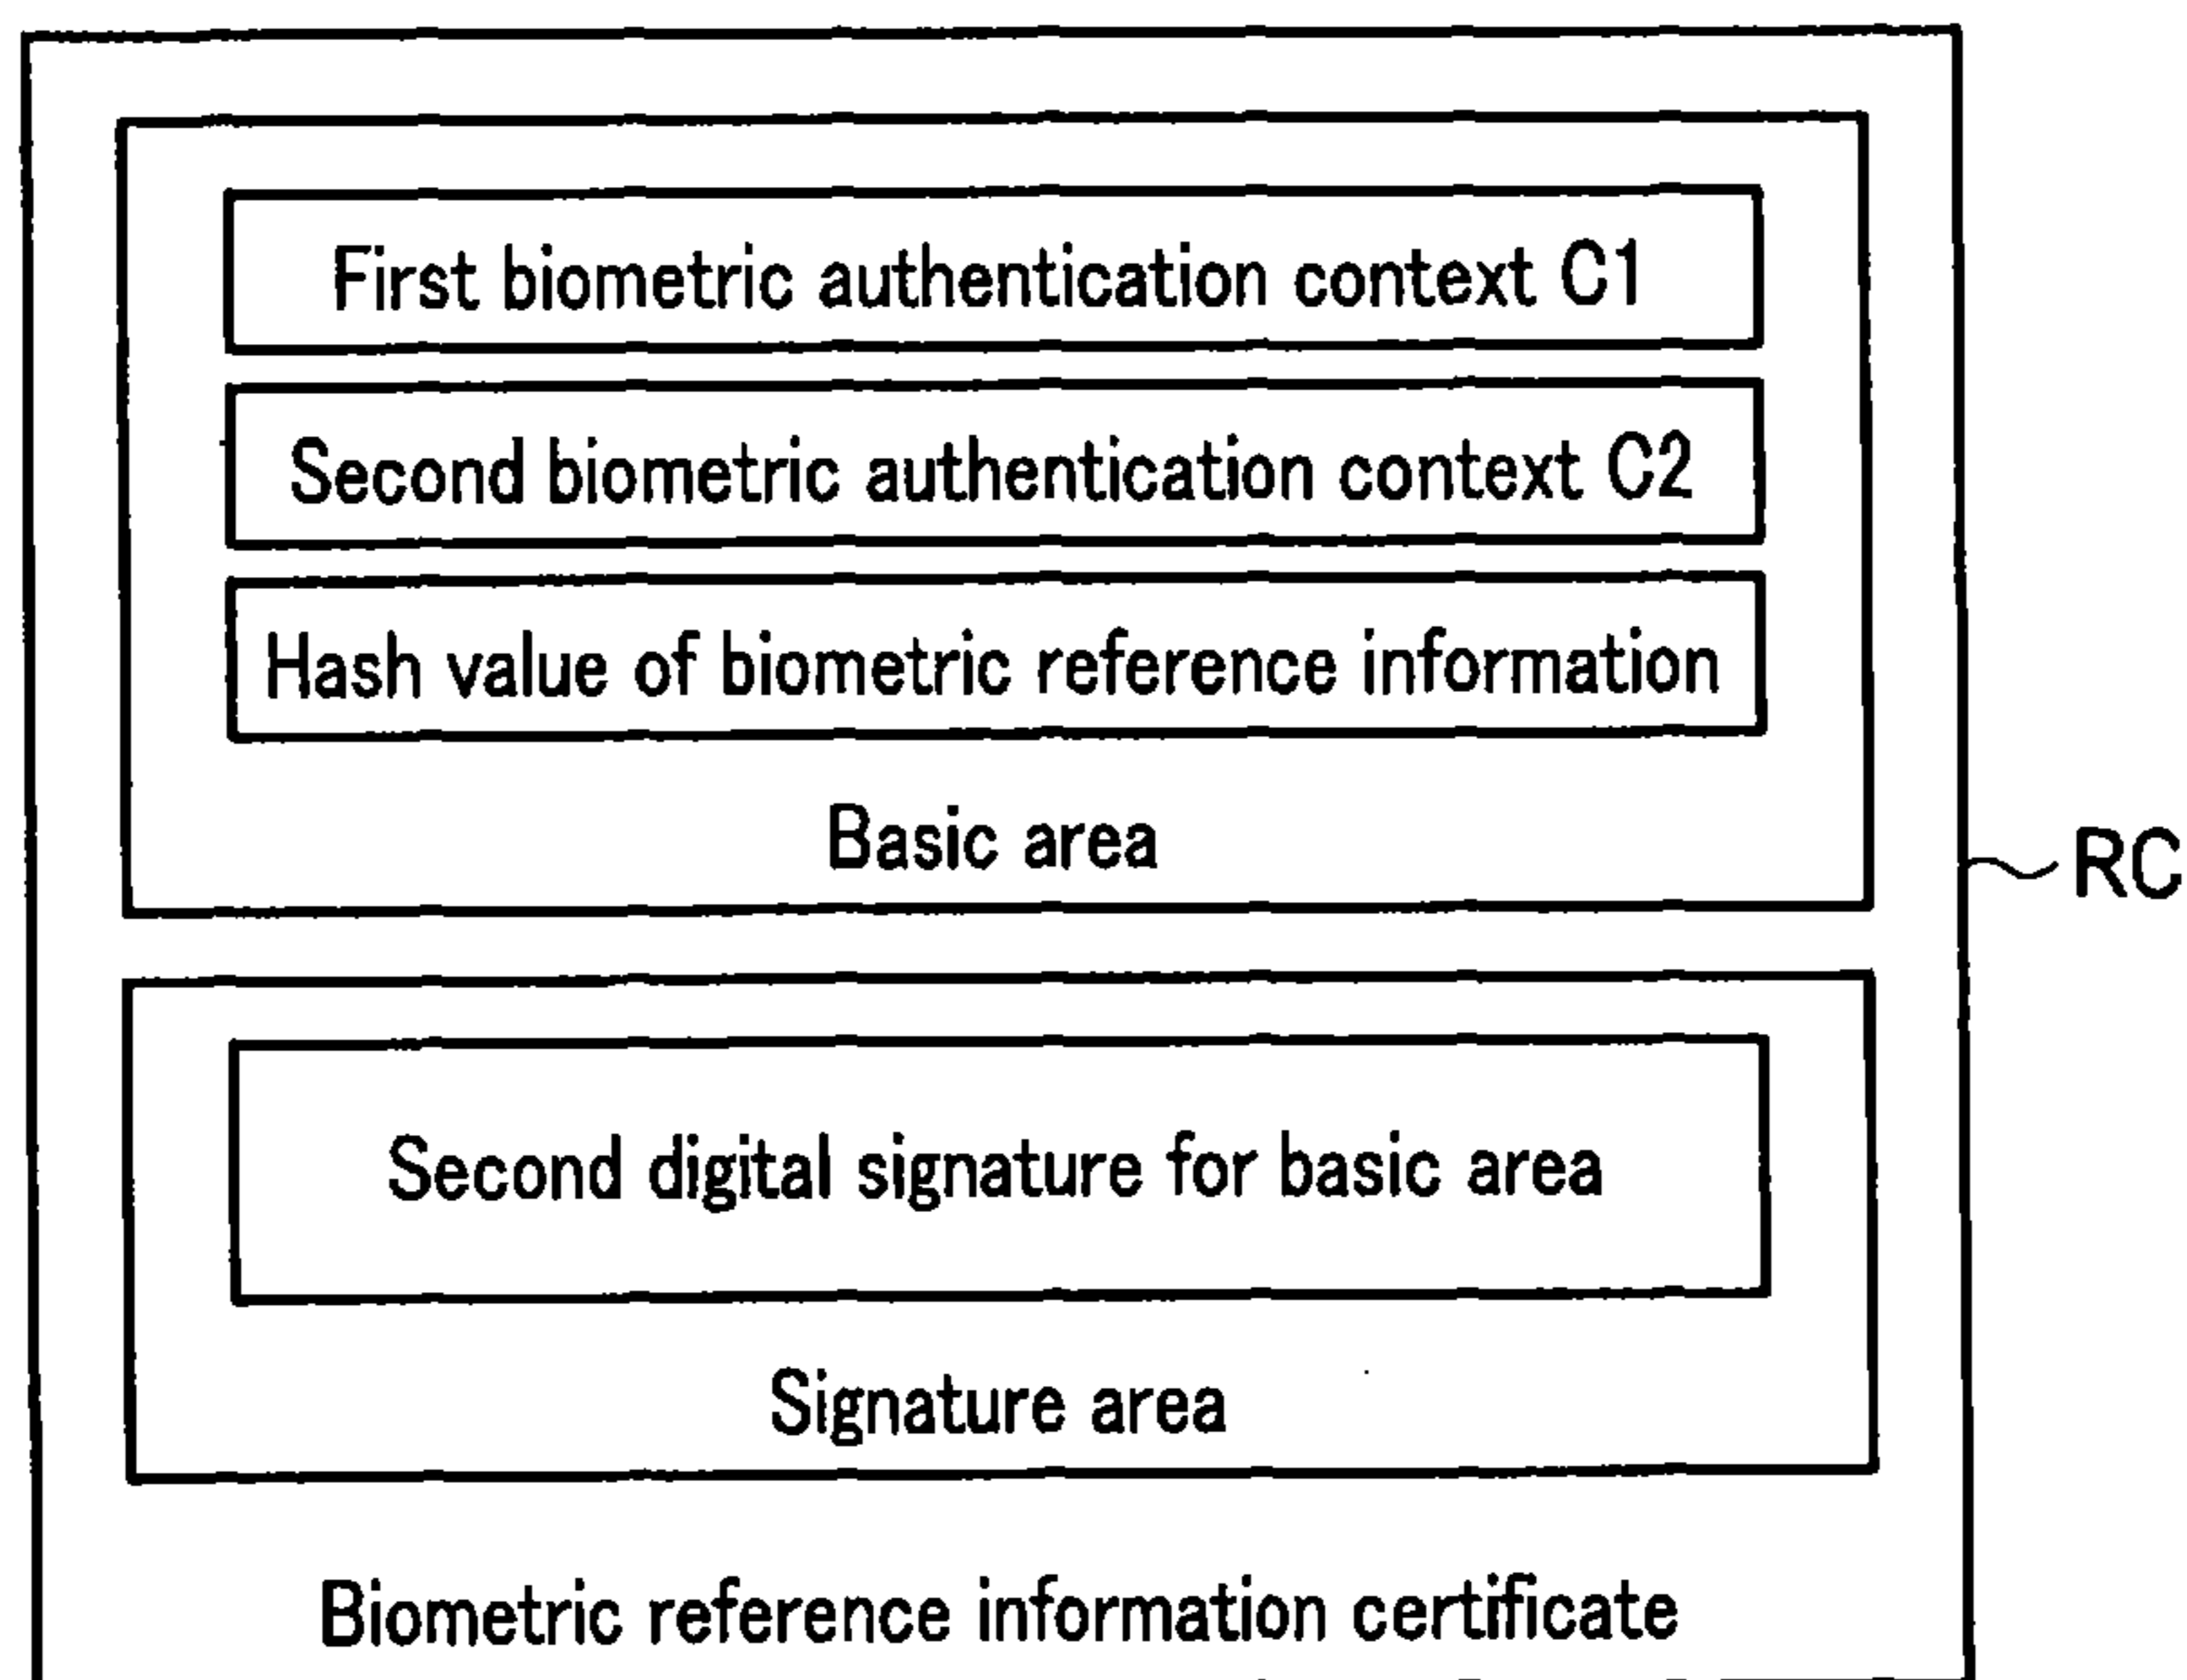 First biometric authentication context C1
Second biometric authentication context C2
Hash value of biometric reference information
Basic area
RC
Second digital signature for basic area
Signature area
Biometric reference information certificate